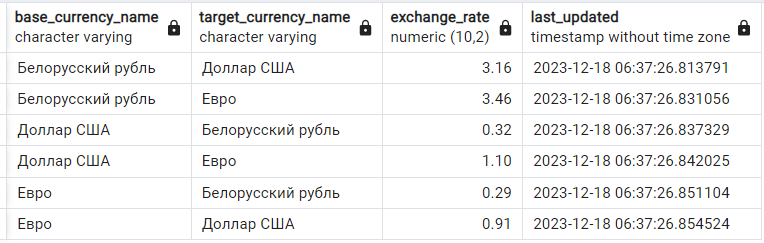 base_currency_name target_currency_name exchange_rate last_updated
character varying character varying numeric (10,2) timestamp without time zone
Белорусский рубль Доллар США 3.16 2023-12-18 06:37:26.813791
Белорусский рубль Евро 3.46 2023-12-18 06:37:26.831056
Доллар США Белорусский рубль 0.32 2023-12-18 06:37:26.837329
Доллар США Евро 1.10 2023-12-18 06:37:26.842025
Евро Белорусский рубль 0.29 2023-12-18 06:37:26.851104
Евро Доллар США 0.91 2023-12-18 06:37:26.854524